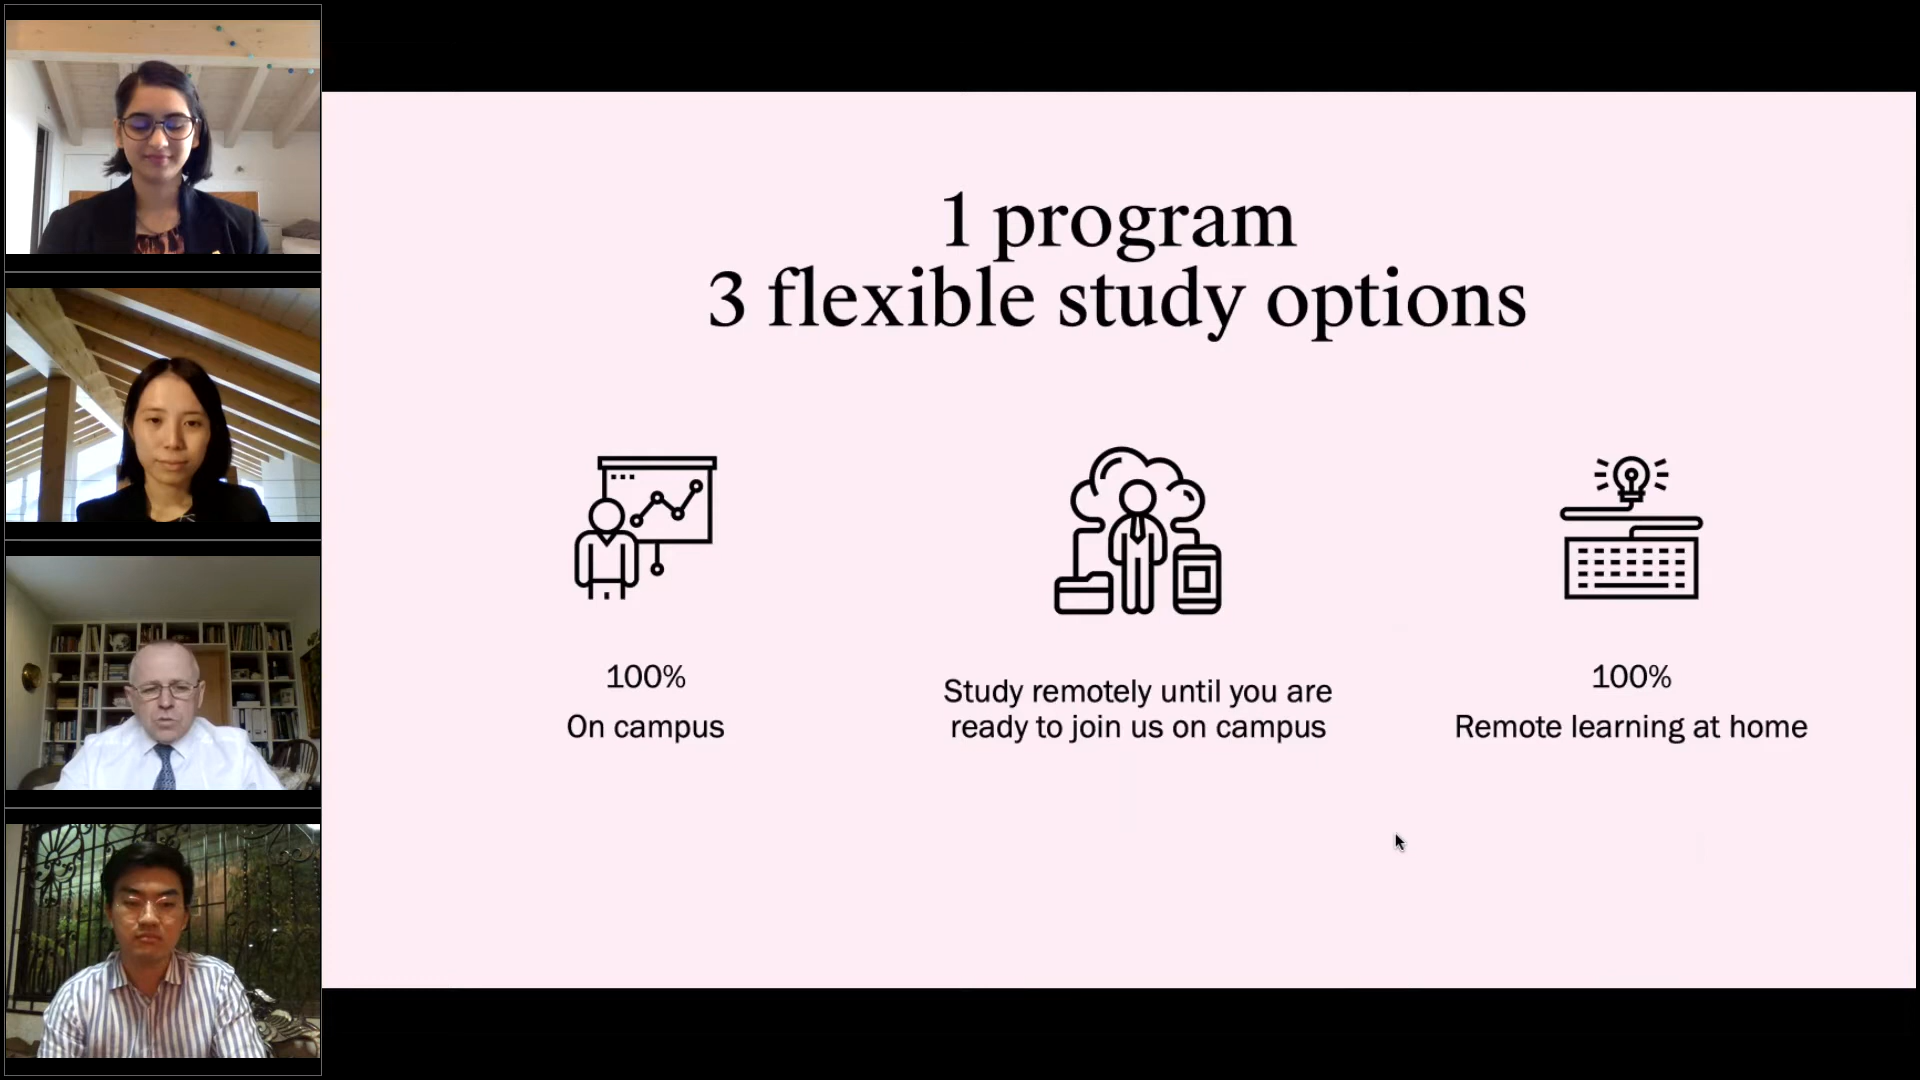 1 program
3 flexible study options
100%
On campus
Study remotely until you are
ready to join us on campus
100%
Remote learning at home